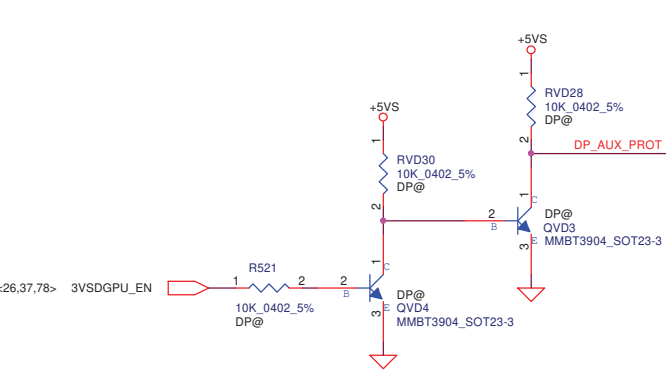 +5VS
1
RVD28
10K_0402_5%
DP@
2
DP_AUX_PROT
+5VS
1
RVD30
10K_0402_5%
DP@
2
1
C
2
B
DP@
QVD3
E
3
MMBT3904_SOT23-3
<26,37,78> 3VSDGPU_EN
R521
1 2
10K_0402_5%
DP@
1
C
2
B
DP@
E
QVD4
3
MMBT3904_SOT23-3